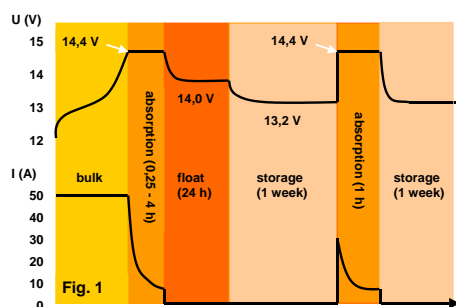 U (V)
15
14
13
12
14,4 V
14,0 V
13,2 V
14,4 V
bulk
absorption (0,25 - 4 h)
float
(24 h)
storage
(1 week)
absorption (1 h)
storage
(1 week)
I (A)
50
40
30
20
10
0
Fig. 1